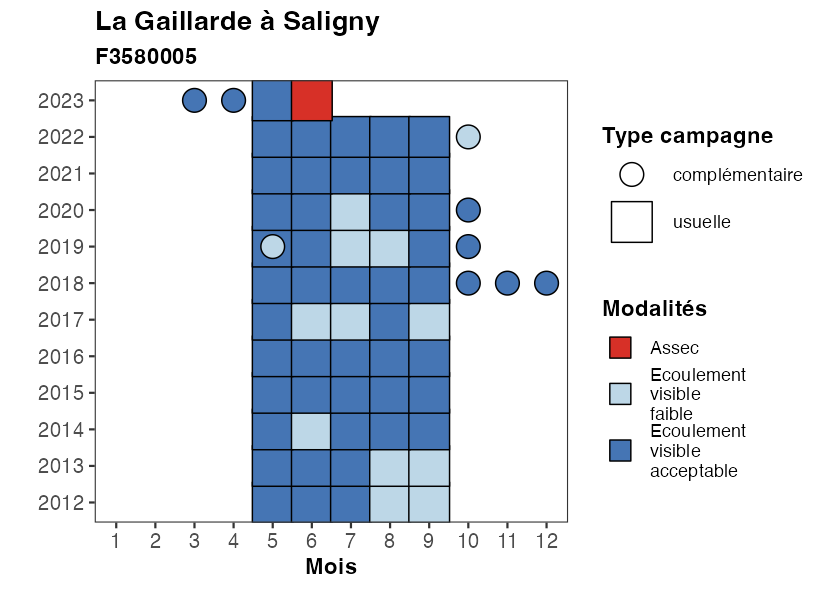 La Gaillarde à Saligny
F3580005
2023
2022
2021
2020
2019
2018
2017
2016
2015
2014
2013
2012
1 2 3 4 5 6 7 8 9 10 11 12
Mois
Type campagne
complémentaire
usuelle
Modalités
Assec
Ecoulement
visible
faible
Ecoulement
visible
acceptable